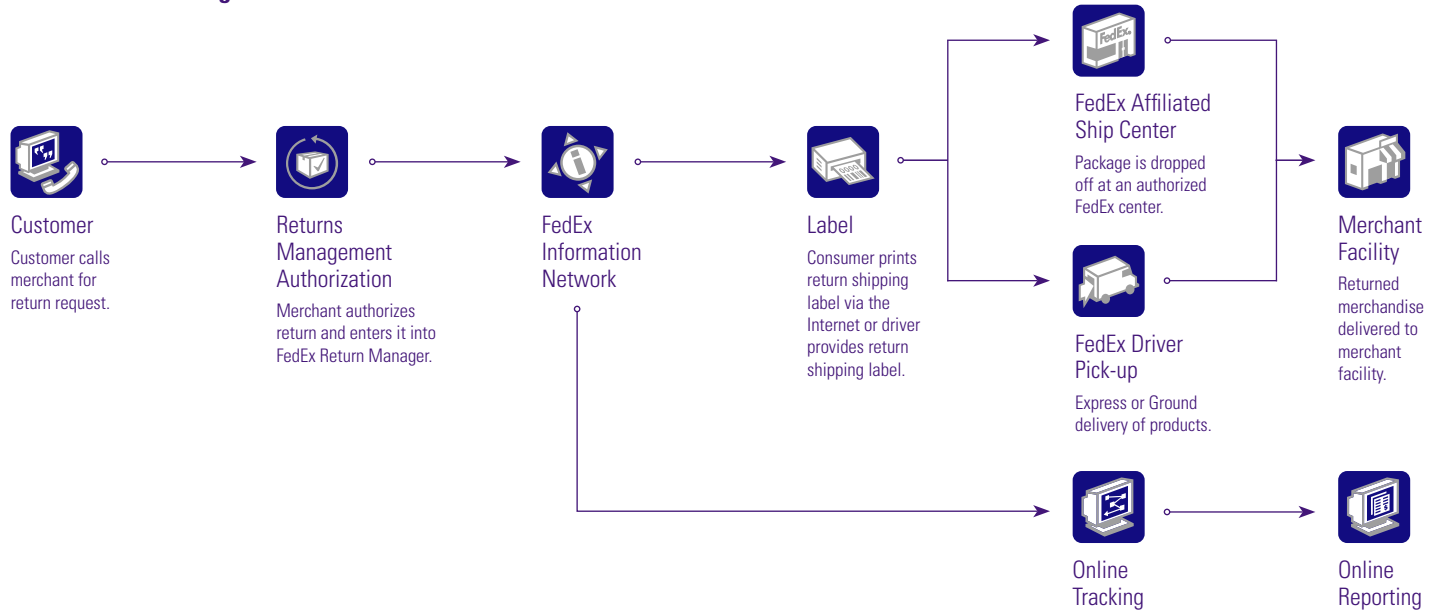 Customer
Customer calls
merchant for
return request.
Returns
Management
Authorization
Merchant authorizes
return and enters it into
FedEx Return Manager.
FedEx
Information
Network
Label
Consumer prints
return shipping
label via the
Internet or driver
provides return
shipping label.
FedEx.
FedEx Affiliated
Ship Center
Package is dropped
off at an authorized
FedEx center.
FedEx Driver
Pick-up
Express or Ground
delivery of products.
Merchant
Facility
Returned
merchandise
delivered to
merchant
facility.
Online
Tracking
Online
Reporting